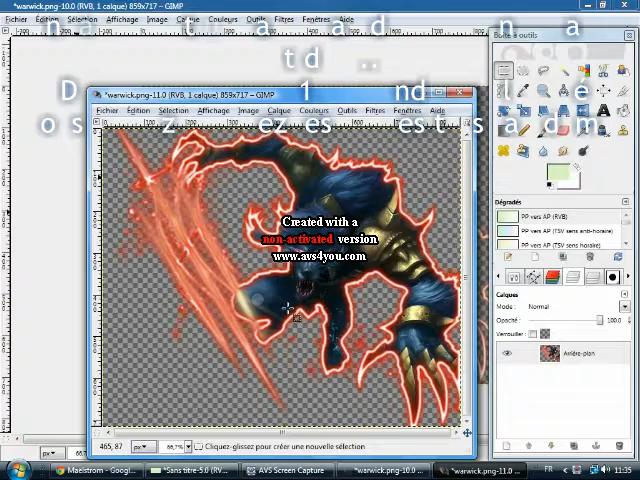 *warwick.png-10.0 (RVB, 1 calque) 859x717 – GIMP
Fichier Édition Sélection Affichage Image Calque Couleurs Outils Filtres Fenêtres Aide
Boîte à outils
*warwick.png-11.0 (RVB, 1 calque) 859x717 – GIMP
Fichier Édition Sélection Affichage Image Calque Couleurs Outils Filtres Fenêtres Aide
Created with a
non-activated version
www.avs4you.com
Dégradés
PP vers AP (RVB)
PP vers AP (TSV sens anti-horaire)
PP vers AP (TSV sens horaire)
Calques
Mode : Normal
Opacité : 100,0
Verrouiller :
Arrière-plan
465, 87 px 66,7% Cliquez-glissez pour créer une nouvelle sélection
px
Maelstrom - Googl... *Sans titre-5.0 (RV... AVS Screen Capture *warwick.png-10.0 ... *warwick.png-11.0 ... FR 11:35